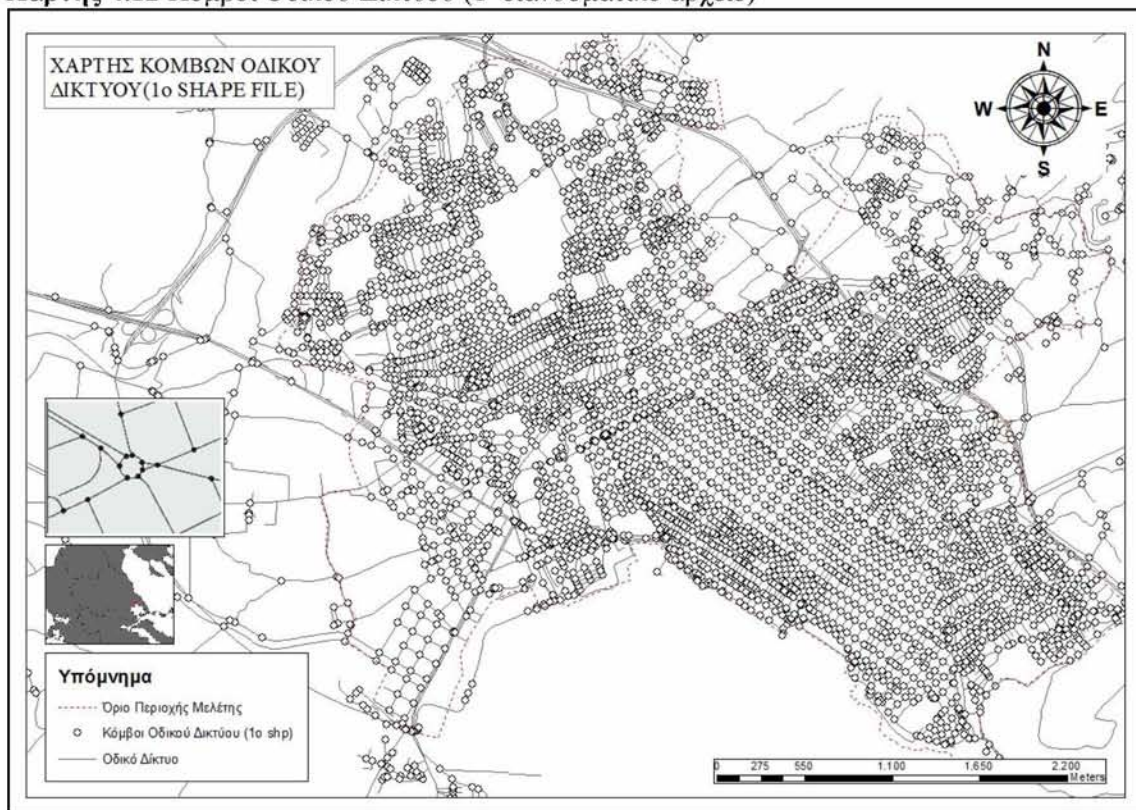 ΧΑΡΤΗΣ ΚΟΜΒΩΝ ΟΔΙΚΟΥ
ΔΙΚΤΥΟΥ(1ο SHAPE FILE)
N
W E
S
Υπόμνημα
Όριο Περιοχής Μελέτης
Κόμβοι Οδικού Δικτύου (1ο shp)
Οδικό Δίκτυο
0 275 550 1.100 1.650 2.200
Meters